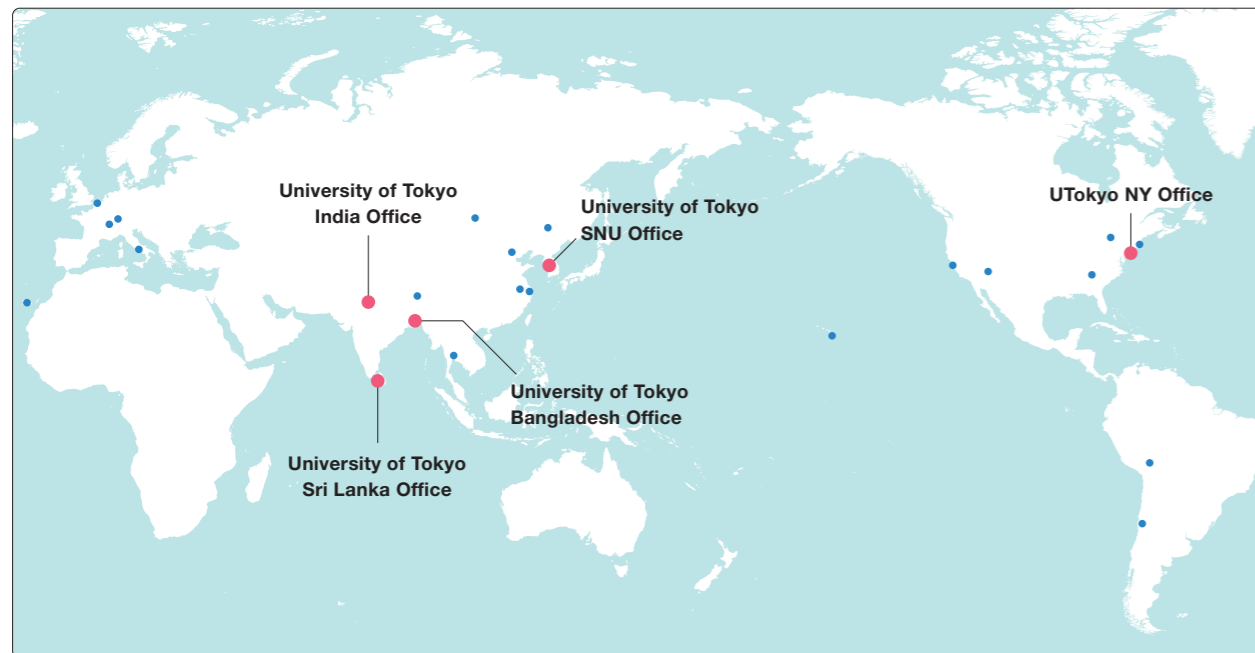 University of Tokyo
India Office
University of Tokyo
SNU Office
UTokyo NY Office
University of Tokyo
Bangladesh Office
University of Tokyo
Sri Lanka Office